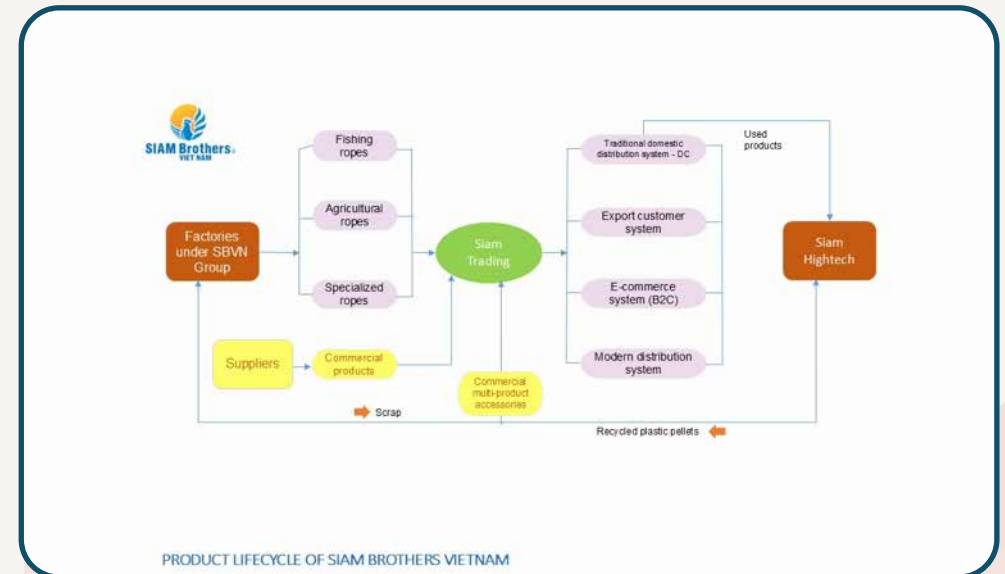 SIAM Brothers
VIET NAM
Fishing
ropes
Agricultural
ropes
Specialized
ropes
Factories
under SBVN
Group
Suppliers
Commercial
products
Siam
Trading
Commercial
multi-product
accessories
Traditional domestic
distribution system - DC
Export customer
system
E-commerce
system (B2C)
Modern distribution
system
Used
products
Siam
Hightech
Scrap
Recycled plastic pellets
PRODUCT LIFECYCLE OF SIAM BROTHERS VIETNAM